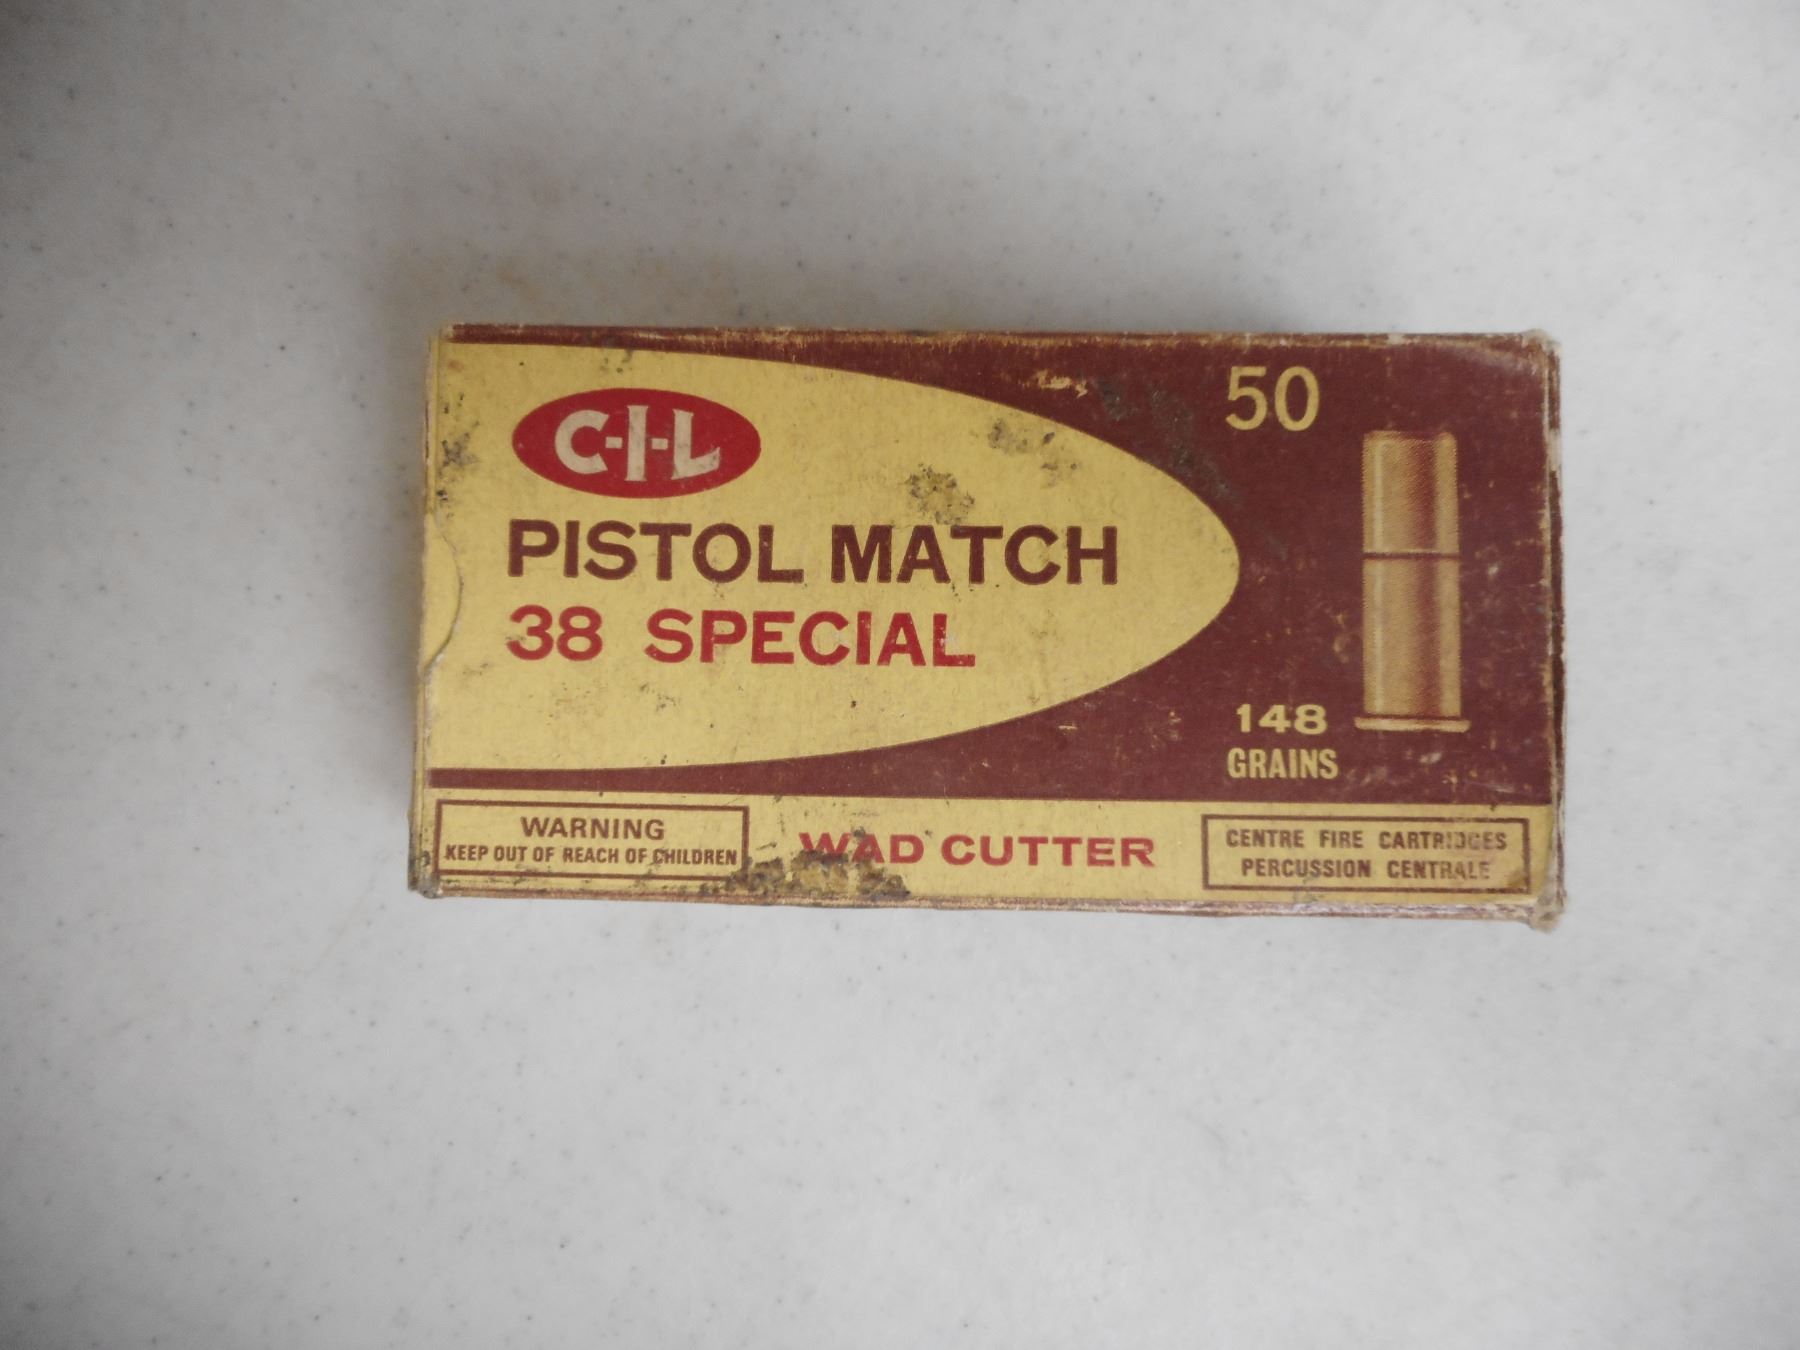 C-I-L
PISTOL MATCH
38 SPECIAL
50
148
GRAINS
WARNING
KEEP OUT OF REACH OF CHILDREN
WAD CUTTER
CENTRE FIRE CARTRIDGES
PERCUSSION CENTRALE